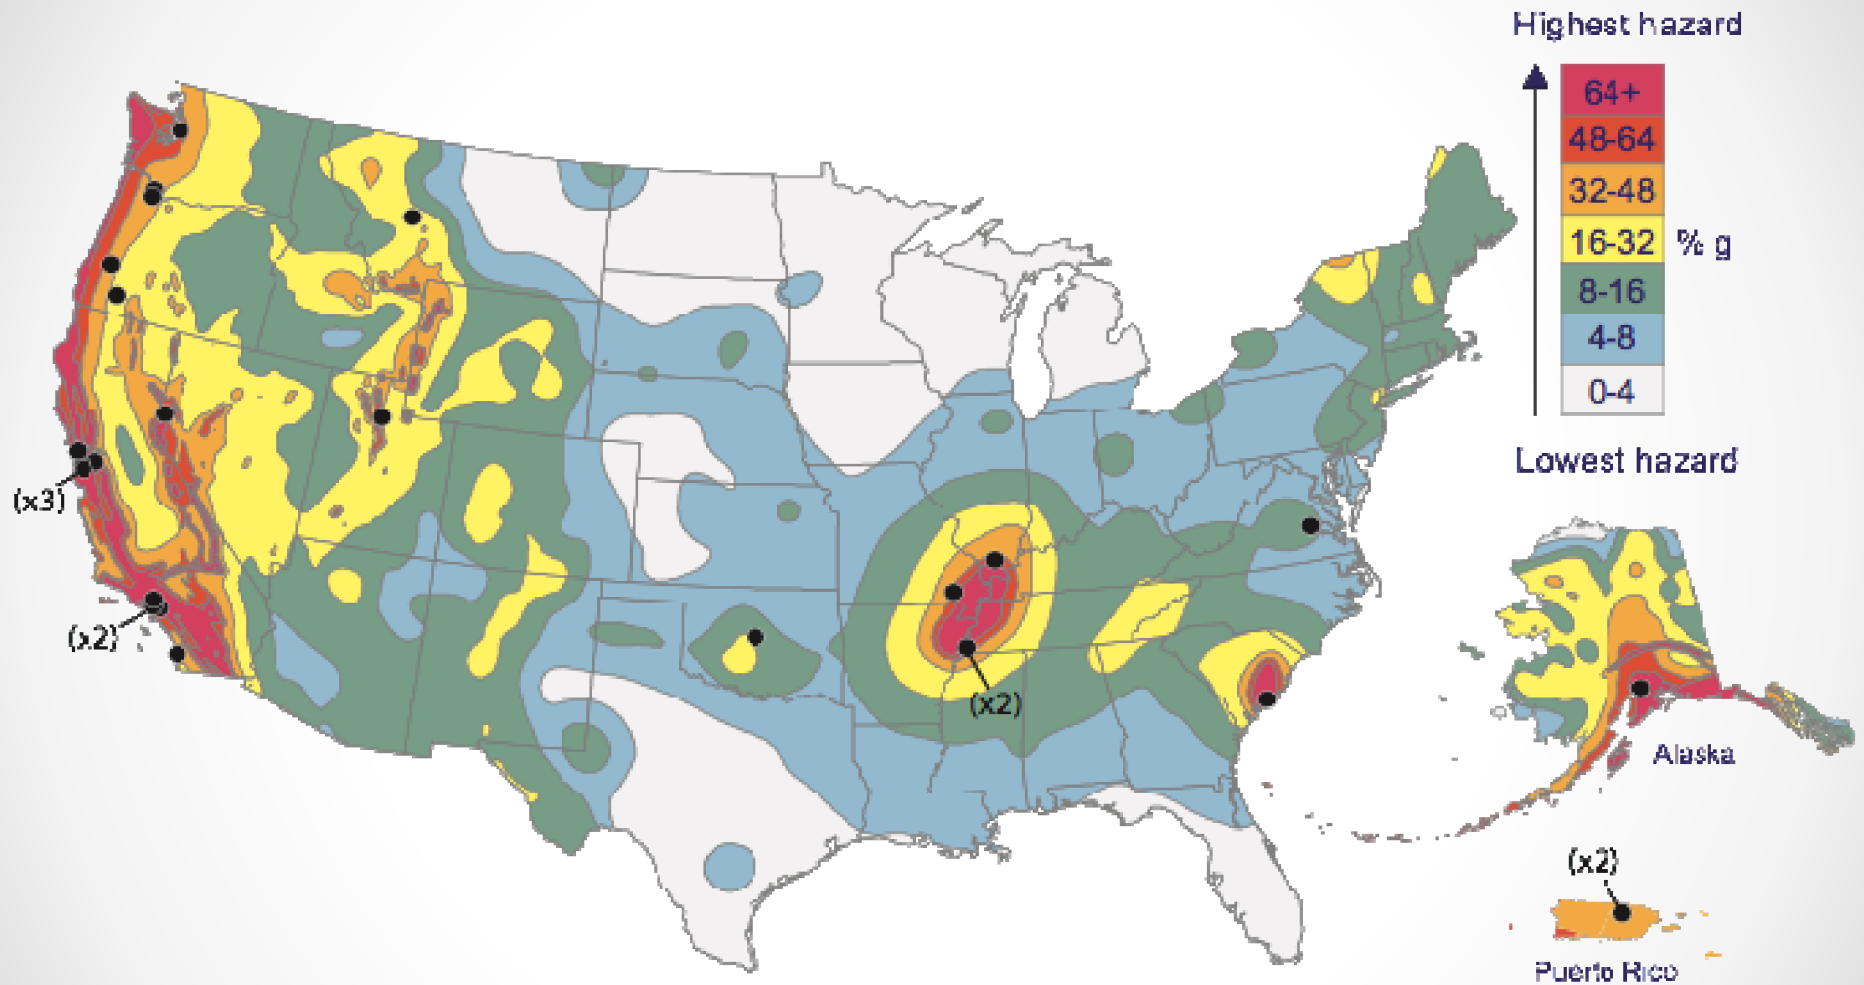 Highest hazard
64+
48-64
32-48
16-32 % g
8-16
4-8
0-4
Lowest hazard
(x3)
(x2)
(x2)
Alaska
(x2)
Puerto Rico